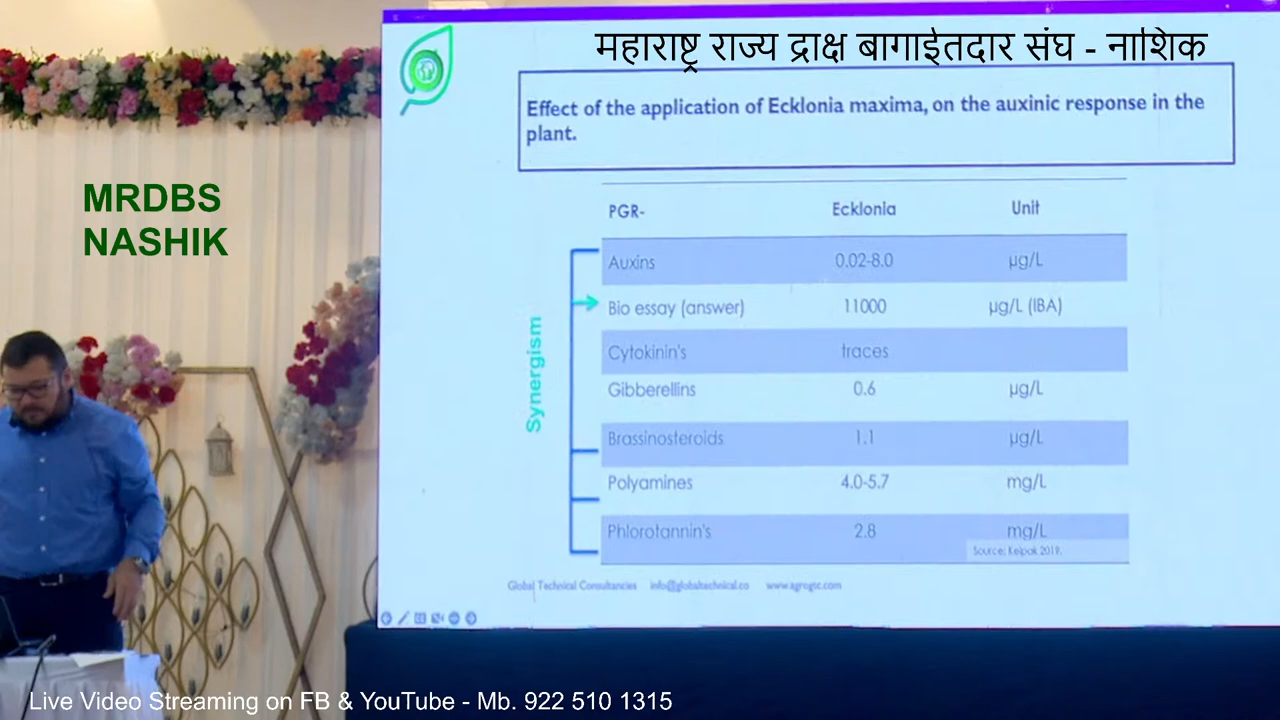 महाराष्ट्र राज्य द्राक्ष बागाईतदार संघ - नाशिक
Effect of the application of Ecklonia maxima, on the auxinic response in the
plant.
MRDBS
NASHIK
PGR- Ecklonia Unit
Auxins 0.02-8.0 µg/L
Bio essay (answer) 11000 µg/L (IBA)
Cytokinin's traces
Gibberellins 0.6 µg/L
Brassinosteroids 1.1 µg/L
Polyamines 4.0-5.7 mg/L
Phlorotannin's 2.8 mg/L
Synergism
Source: Kelpak 2019.
Global Technical Consultancies info@globaltechnical.co www.agrogtc.com
Live Video Streaming on FB & YouTube - Mb. 922 510 1315